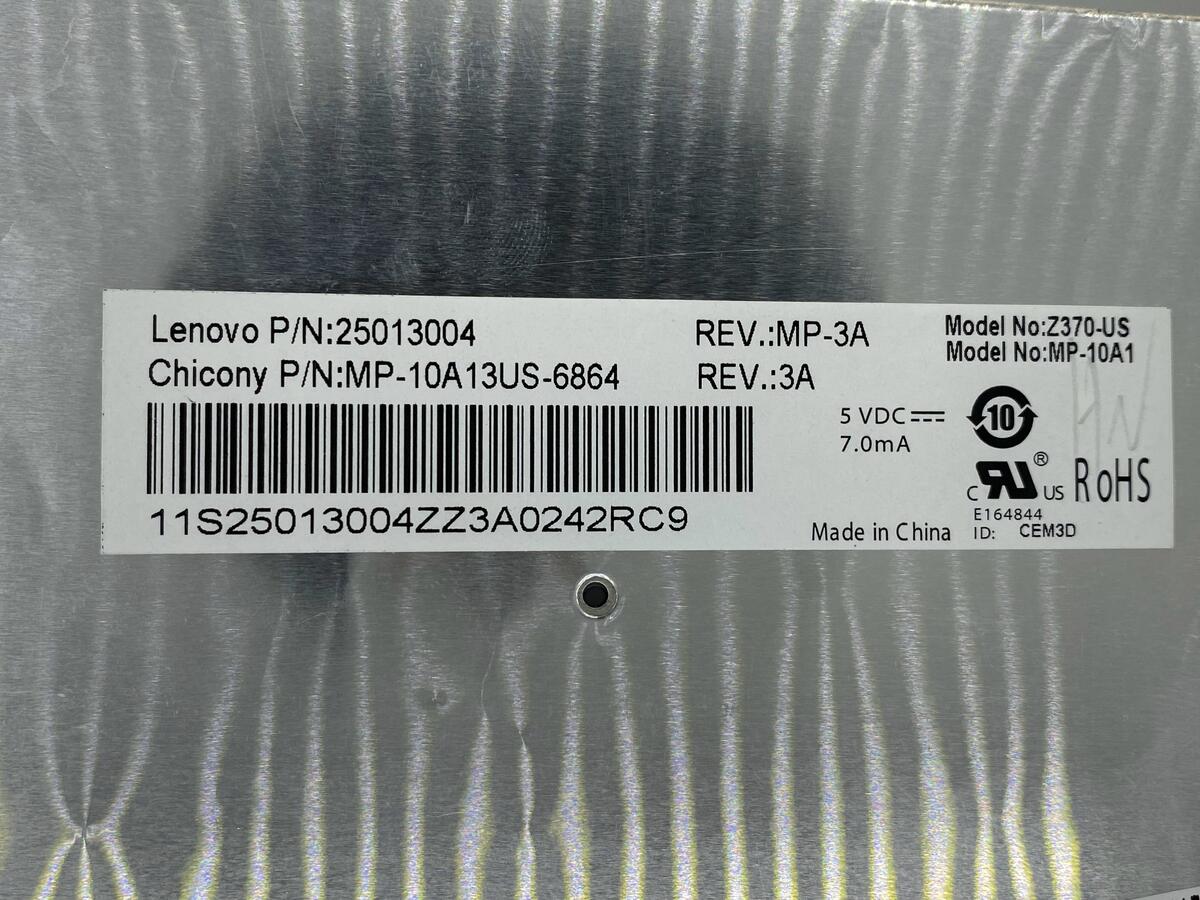 Lenovo P/N:25013004 REV.:MP-3A
Chicony P/N:MP-10A13US-6864 REV.:3A
Model No:Z370-US
Model No:MP-10A1
5 VDC
7.0mA
10
C RU US ®
RoHS
E164844
ID: CEM3D
Made in China
11S25013004ZZ3A0242RC9